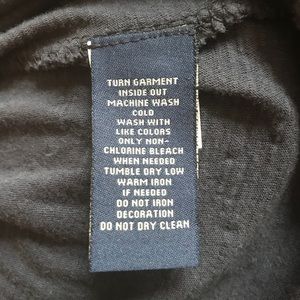 TURN GARMENT
INSIDE OUT
MACHINE WASH
COLD
WASH WITH
LIKE COLORS
ONLY NON-
CHLORINE BLEACH
WHEN NEEDED
TUMBLE DRY LOW
WARM IRON
IF NEEDED
DO NOT IRON
DECORATION
DO NOT DRY CLEAN